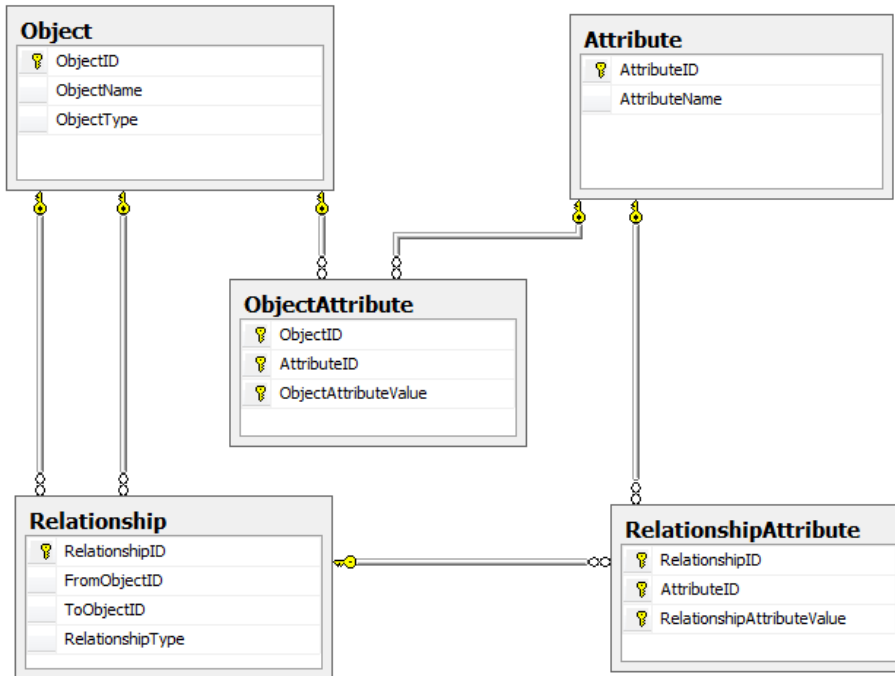 Object
ObjectID
ObjectName
ObjectType
Attribute
AttributeID
AttributeName
ObjectAttribute
ObjectID
AttributeID
ObjectAttributeValue
Relationship
RelationshipID
FromObjectID
ToObjectID
RelationshipType
RelationshipAttribute
RelationshipID
AttributeID
RelationshipAttributeValue